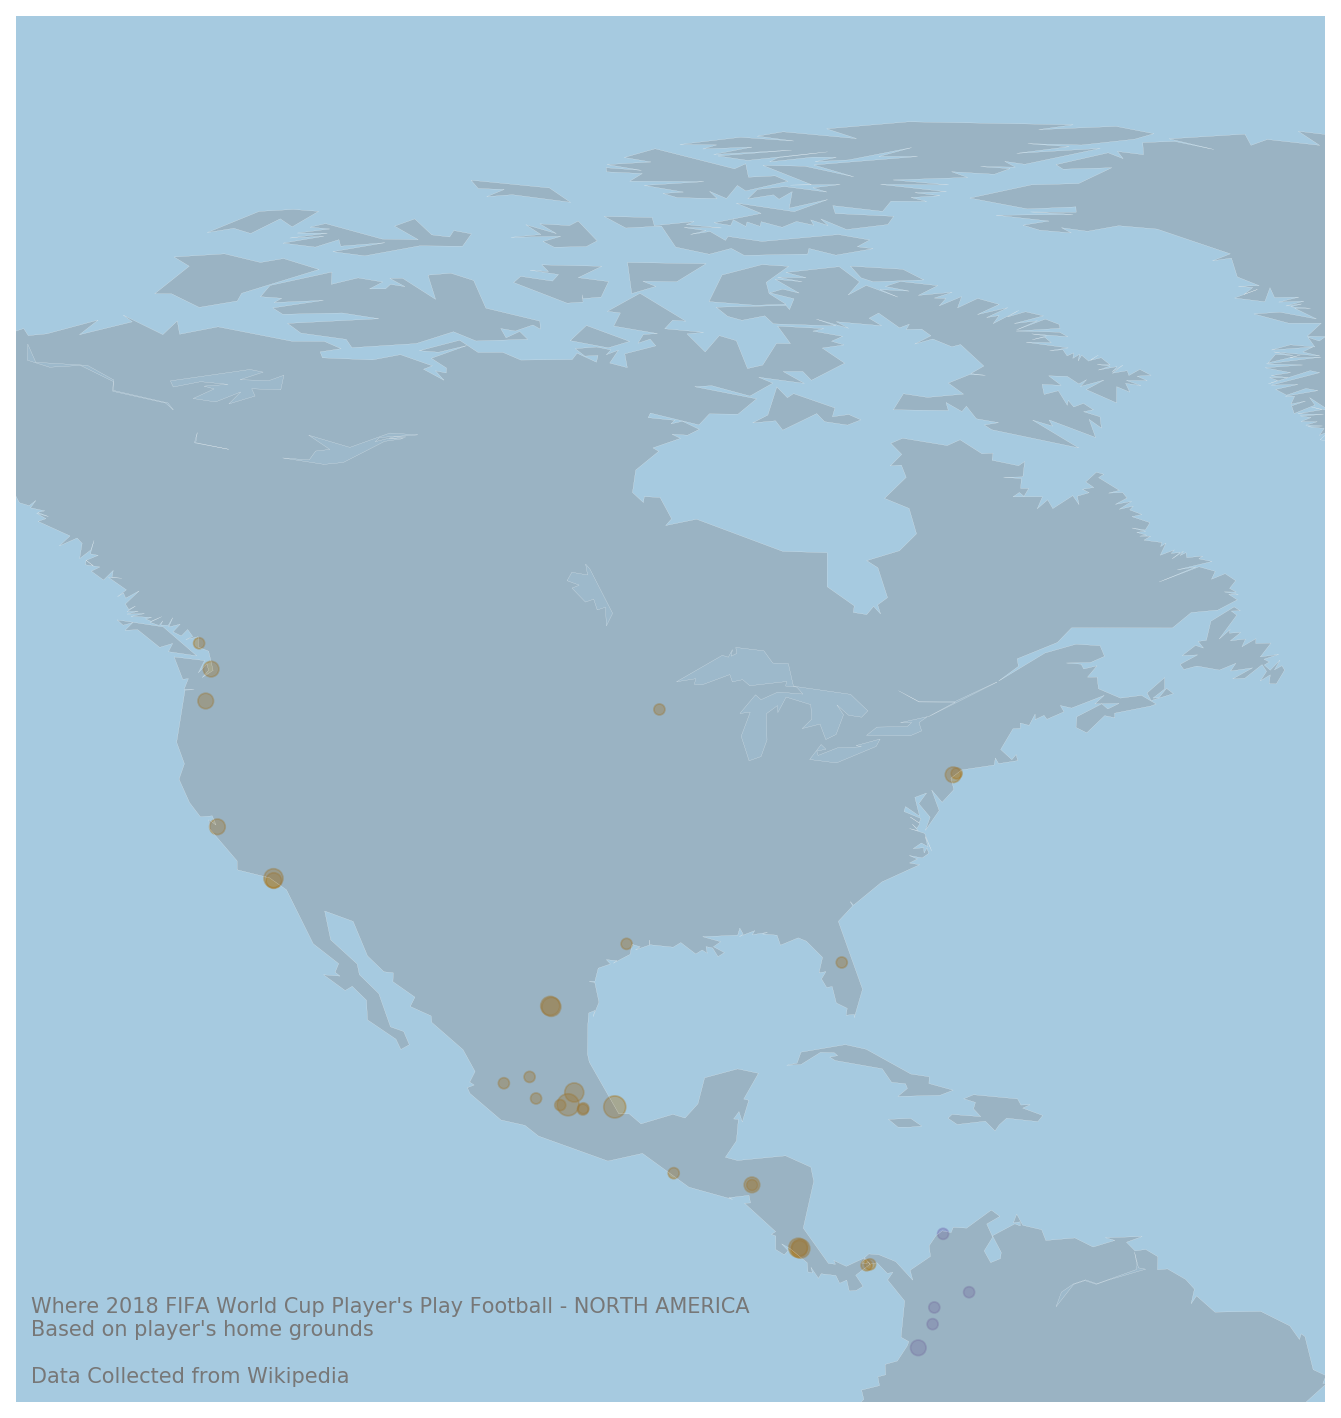 Where 2018 FIFA World Cup Player's Play Football - NORTH AMERICA
Based on player's home grounds
Data Collected from Wikipedia